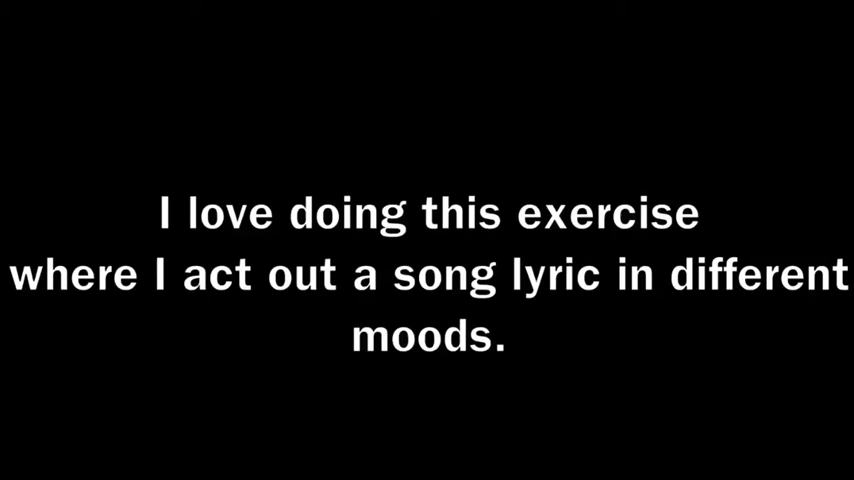 I love doing this exercise
where I act out a song lyric in different
moods.